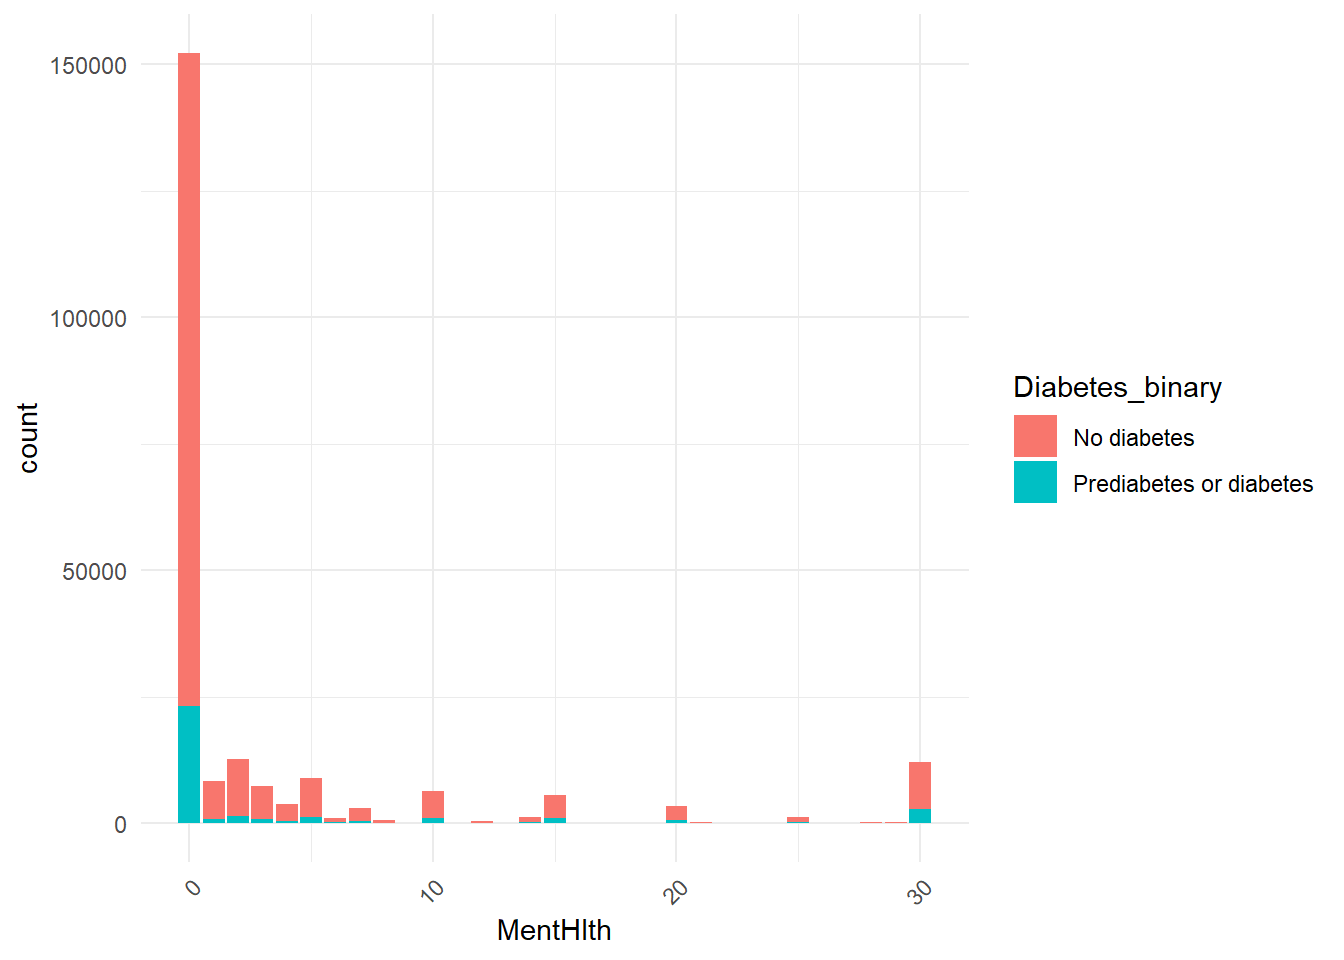 150000
100000
50000
0
count
0
10
20
30
MentHlth
Diabetes_binary
No diabetes
Prediabetes or diabetes